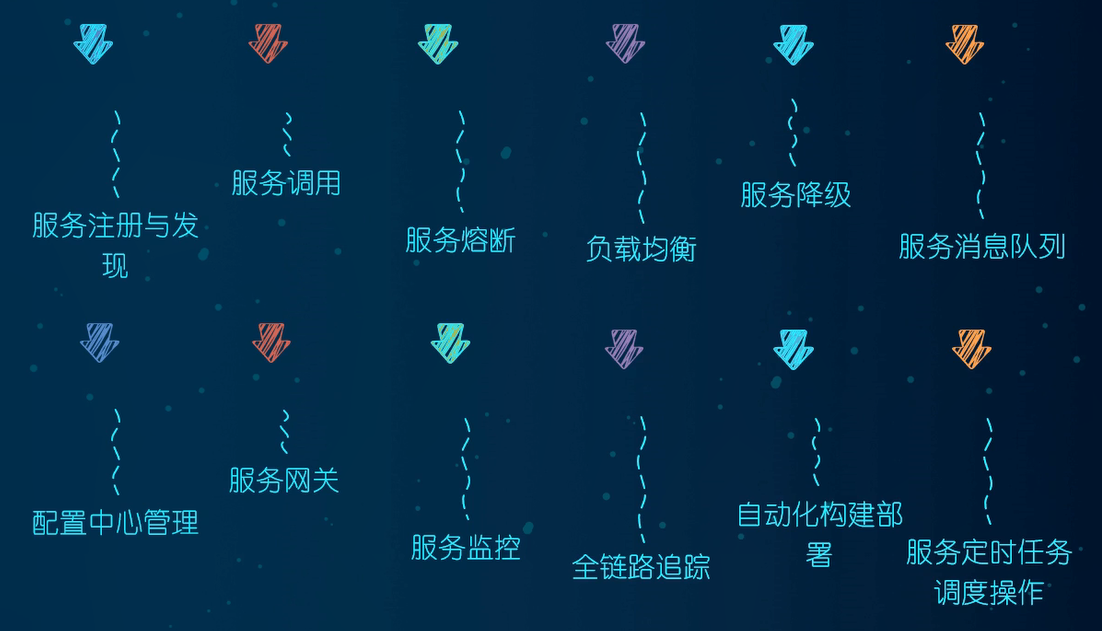 服务注册与发
现
服务调用
服务熔断
负载均衡
服务降级
服务消息队列
配置中心管理
服务网关
服务监控
全链路追踪
自动化构建部
署
服务定时任务
调度操作